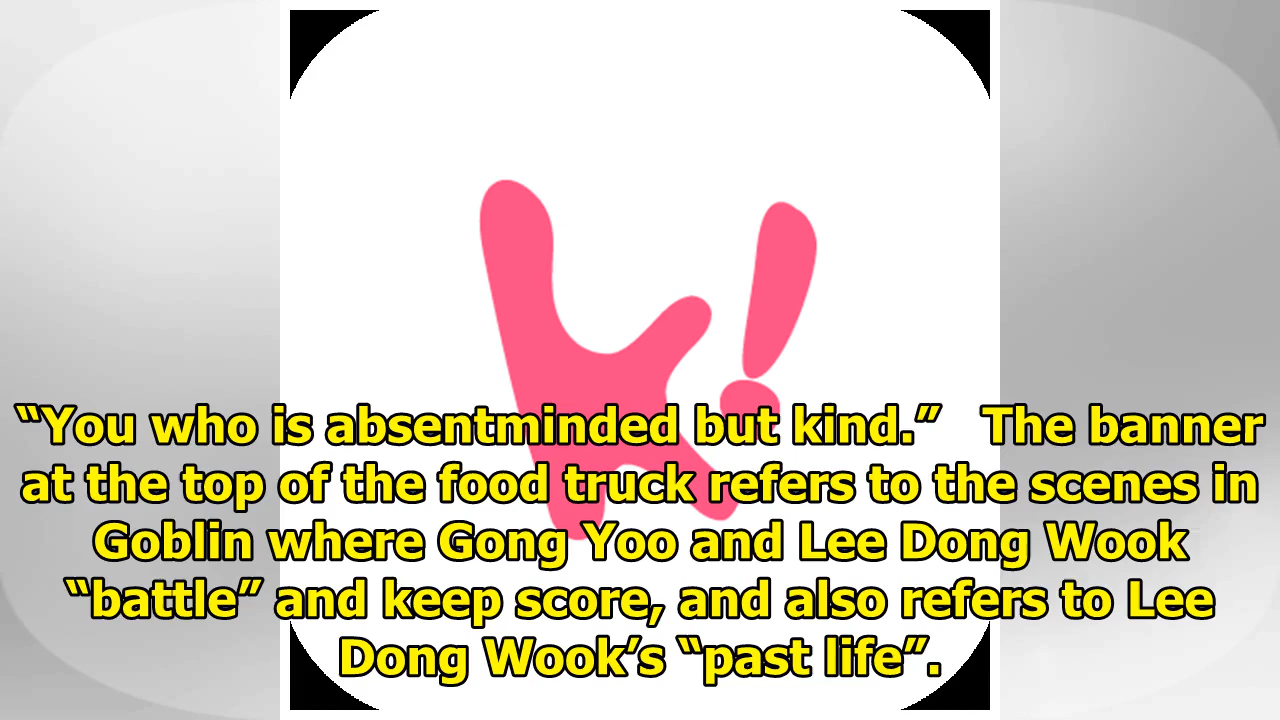 “You who is absentminded but kind.”   The banner
at the top of the food truck refers to the scenes in
Goblin where Gong Yoo and Lee Dong Wook
“battle” and keep score, and also refers to Lee
Dong Wook’s “past life”.
k!